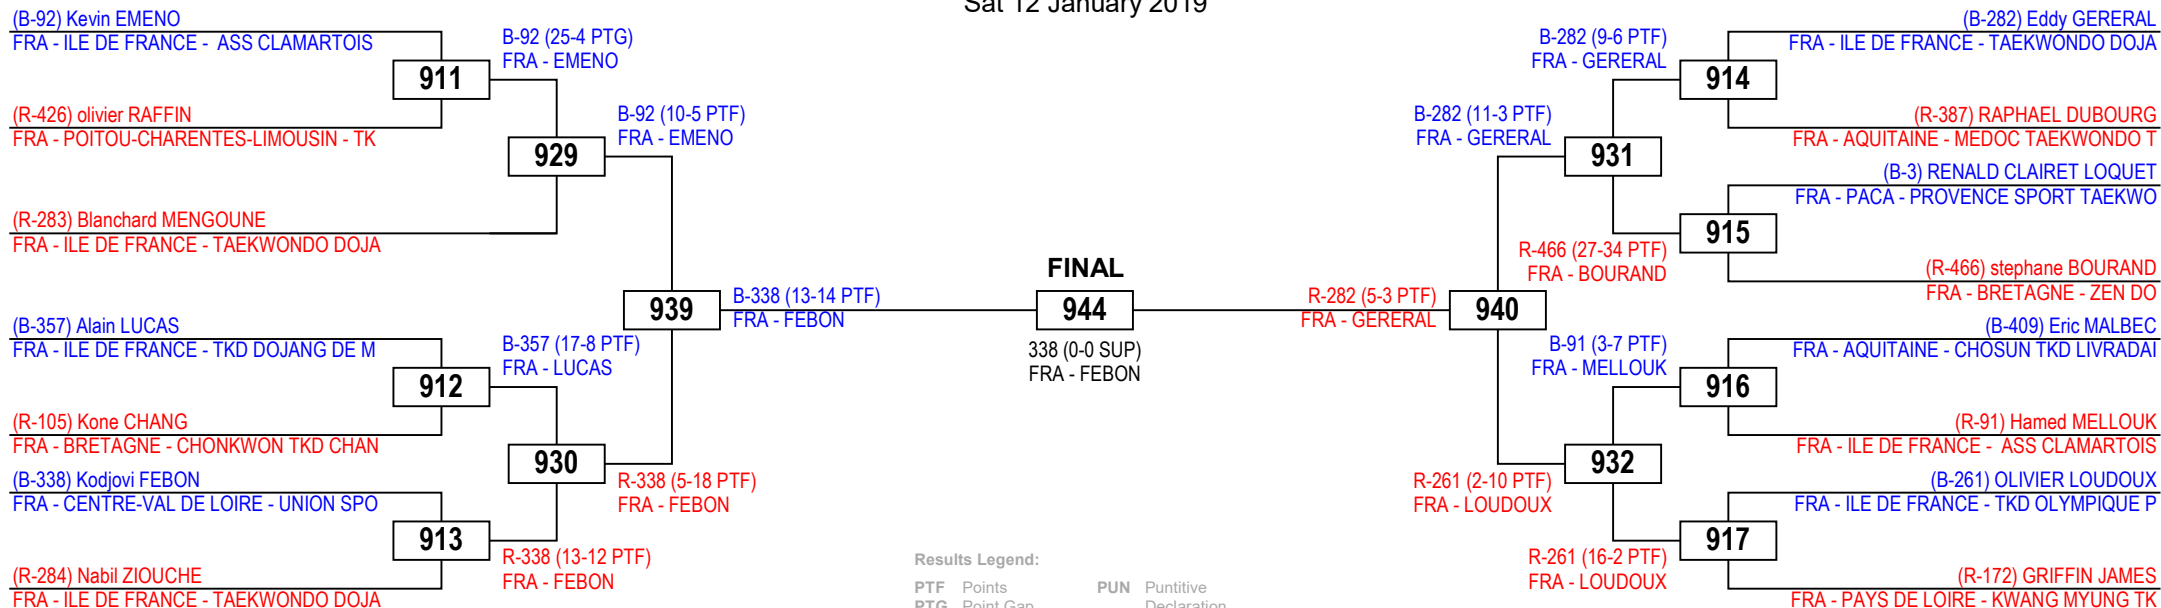 Sat 12 January 2019
(B-92) Kevin EMENO
FRA - ILE DE FRANCE - ASS CLAMARTOIS
911
(R-426) olivier RAFFIN
FRA - POITOU-CHARENTES-LIMOUSIN - TK
B-92 (25-4 PTG)
FRA - EMENO
929
(R-283) Blanchard MENGOUNE
FRA - ILE DE FRANCE - TAEKWONDO DOJA
B-92 (10-5 PTF)
FRA - EMENO
939
(B-357) Alain LUCAS
FRA - ILE DE FRANCE - TKD DOJANG DE M
912
(R-105) Kone CHANG
FRA - BRETAGNE - CHONKWON TKD CHAN
B-357 (17-8 PTF)
FRA - LUCAS
930
(B-338) Kodjovi FEBON
FRA - CENTRE-VAL DE LOIRE - UNION SPO
913
(R-284) Nabil ZIOUCHE
FRA - ILE DE FRANCE - TAEKWONDO DOJA
R-338 (13-12 PTF)
FRA - FEBON
R-338 (5-18 PTF)
FRA - FEBON
B-338 (13-14 PTF)
FRA - FEBON
FINAL
944
338 (0-0 SUP)
FRA - FEBON
R-282 (5-3 PTF)
FRA - GERERAL
940
B-282 (11-3 PTF)
FRA - GERERAL
931
B-282 (9-6 PTF)
FRA - GERERAL
914
(B-282) Eddy GERERAL
FRA - ILE DE FRANCE - TAEKWONDO DOJA
(R-387) RAPHAEL DUBOURG
FRA - AQUITAINE - MEDOC TAEKWONDO T
(B-3) RENALD CLAIRET LOQUET
FRA - PACA - PROVENCE SPORT TAEKWO
915
R-466 (27-34 PTF)
FRA - BOURAND
(R-466) stephane BOURAND
FRA - BRETAGNE - ZEN DO
(B-409) Eric MALBEC
FRA - AQUITAINE - CHOSUN TKD LIVRADAI
B-91 (3-7 PTF)
FRA - MELLOUK
916
(R-91) Hamed MELLOUK
FRA - ILE DE FRANCE - ASS CLAMARTOIS
932
R-261 (2-10 PTF)
FRA - LOUDOUX
(B-261) OLIVIER LOUDOUX
FRA - ILE DE FRANCE - TKD OLYMPIQUE P
917
R-261 (16-2 PTF)
FRA - LOUDOUX
(R-172) GRIFFIN JAMES
FRA - PAYS DE LOIRE - KWANG MYUNG TK
Results Legend:
PTF Points PUN Puntitive
PTG Point Gap Declaration